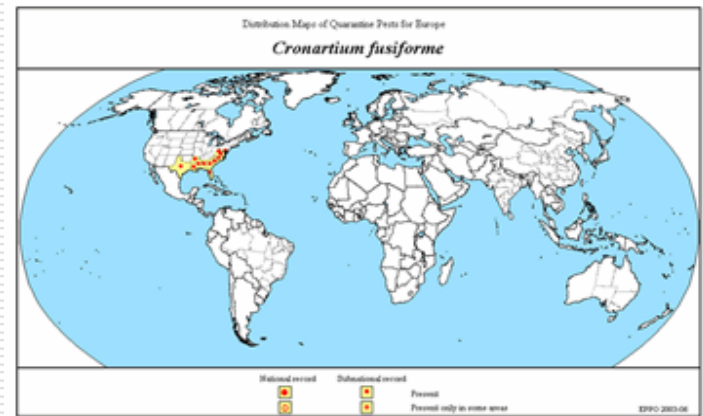 Distribution Maps of Quarantine Pests for Europe
Cronartium fusiforme
National record Subnational record
Present
Present only in some areas
EPPO 2003-06